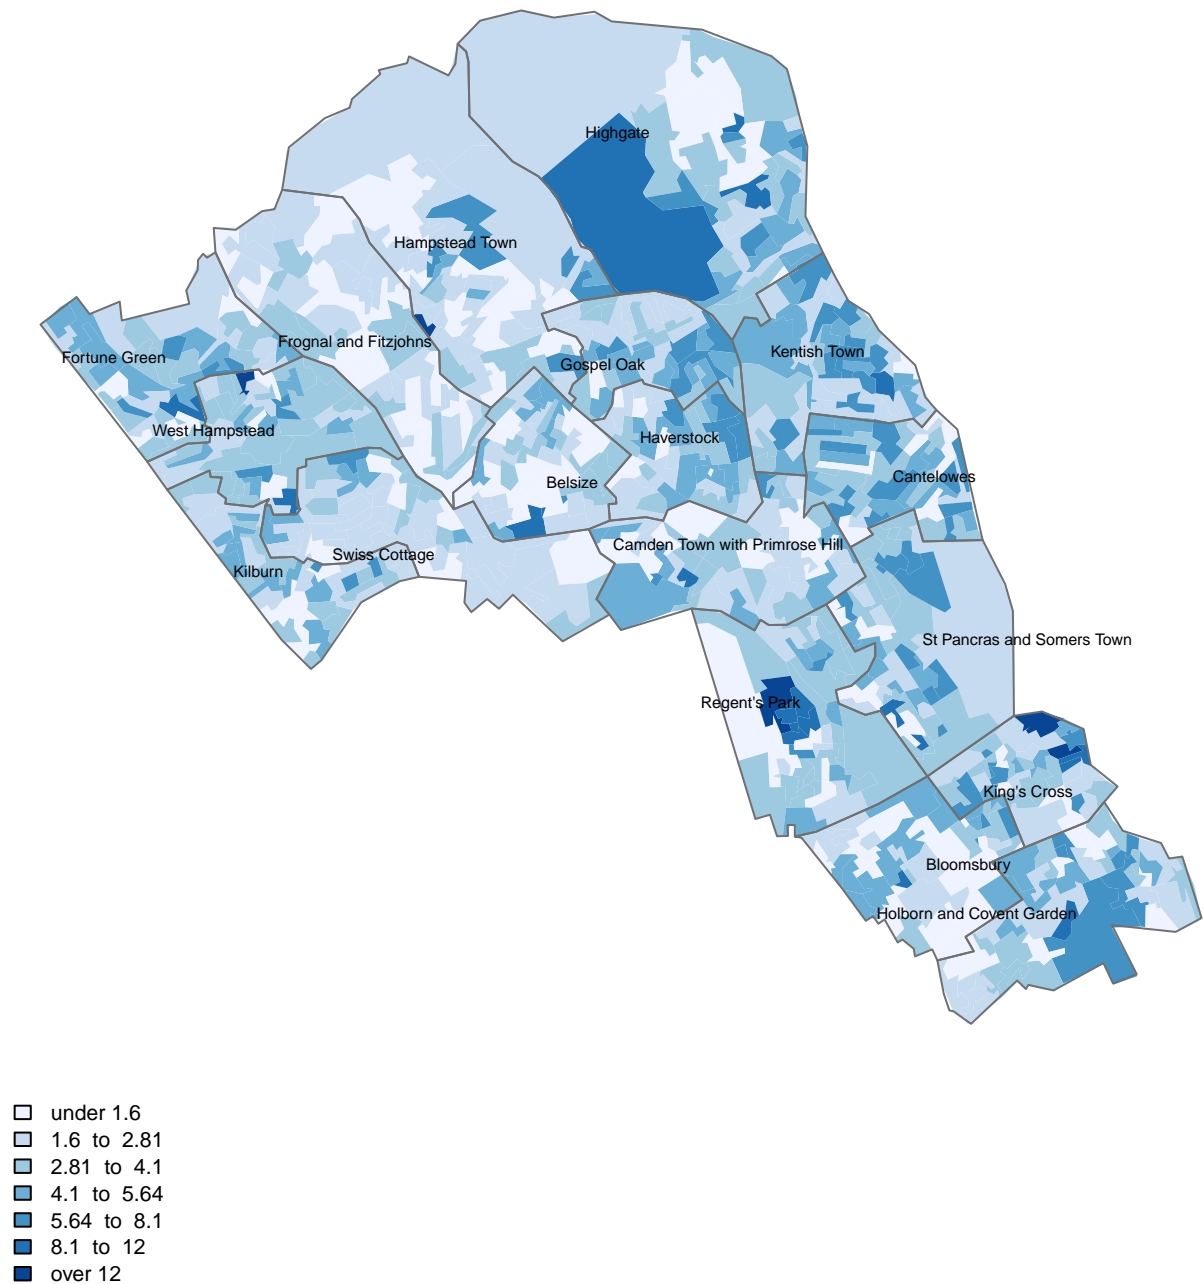 Highgate
Hampstead Town
Frognal and Fitzjohns
Fortune Green
Kentish Town
Gospel Oak
West Hampstead
Haverstock
Cantelowes
Belsize
Camden Town with Primrose Hill
Swiss Cottage
Kilburn
St Pancras and Somers Town
Regent's Park
King's Cross
Bloomsbury
Holborn and Covent Garden
under 1.6
1.6 to 2.81
2.81 to 4.1
4.1 to 5.64
5.64 to 8.1
8.1 to 12
over 12